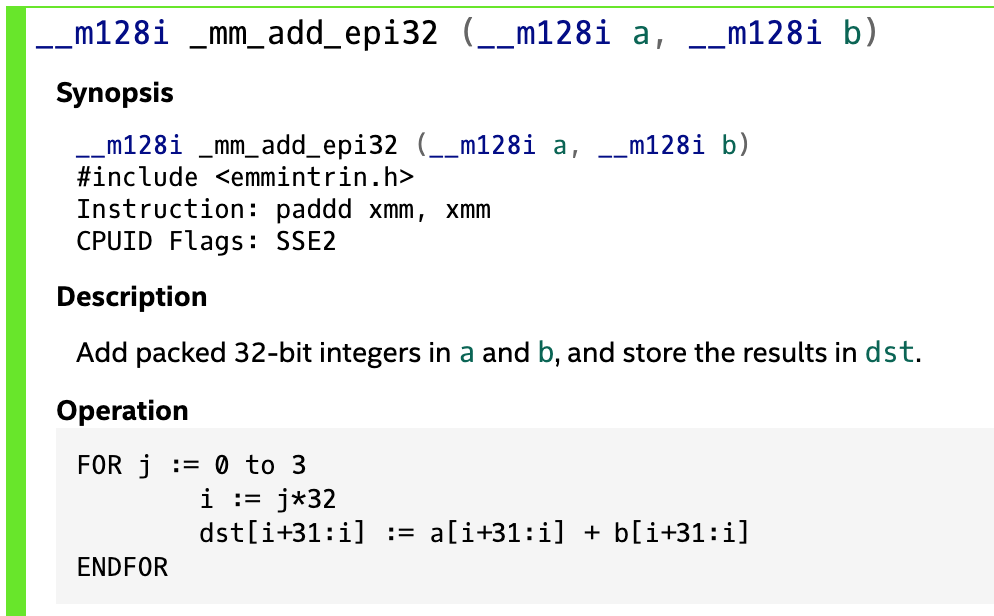 __m128i _mm_add_epi32 (__m128i a, __m128i b)
Synopsis
__m128i _mm_add_epi32 (__m128i a, __m128i b)
#include <emmintrin.h>
Instruction: paddd xmm, xmm
CPUID Flags: SSE2
Description
Add packed 32-bit integers in a and b, and store the results in dst.
Operation
FOR j := 0 to 3
	i := j*32
	dst[i+31:i] := a[i+31:i] + b[i+31:i]
ENDFOR